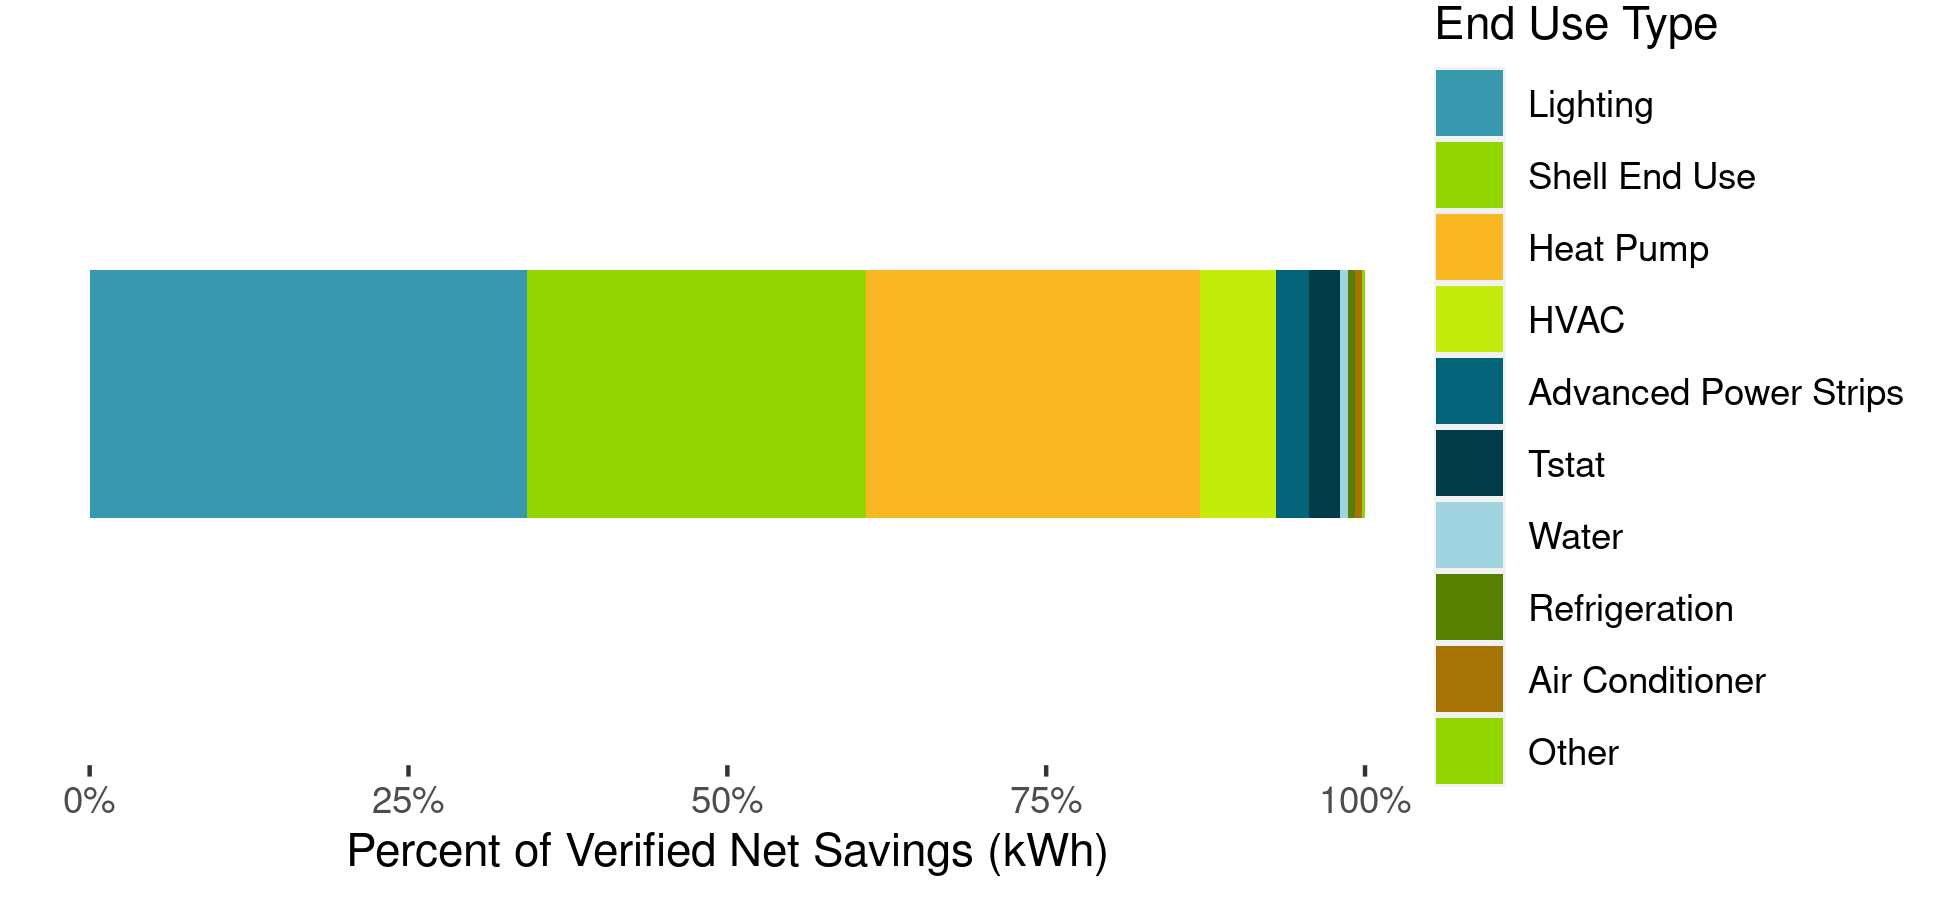 End Use Type
Lighting
Shell End Use
Heat Pump
HVAC
Advanced Power Strips
Tstat
Water
Refrigeration
Air Conditioner
Other
0% 25% 50% 75% 100%
Percent of Verified Net Savings (kWh)